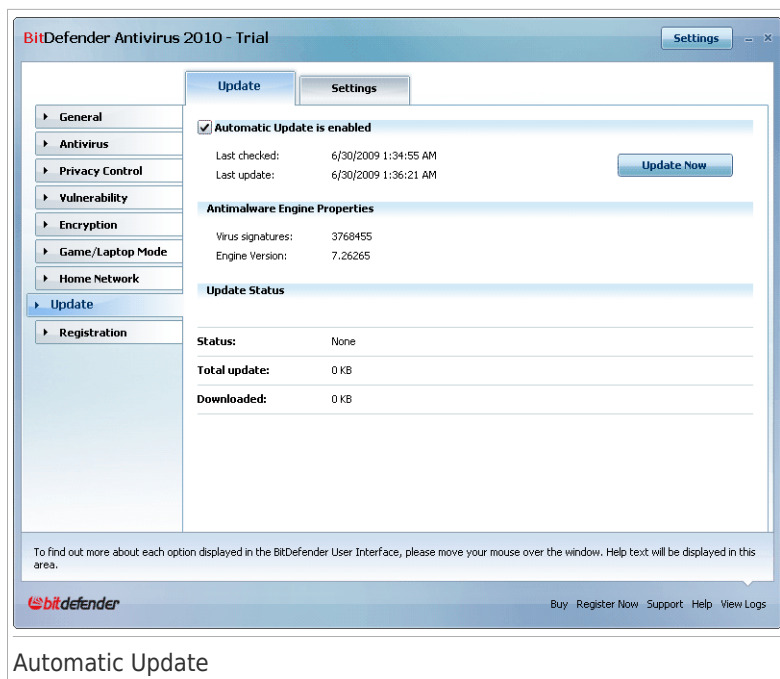 BitDefender Antivirus 2010 - Trial
Settings
Update
Settings
General
Antivirus
Privacy Control
Vulnerability
Encryption
Game/Laptop Mode
Home Network
Update
Registration
Automatic Update is enabled
Last checked: 6/30/2009 1:34:55 AM
Last update: 6/30/2009 1:36:21 AM
Update Now
Antimalware Engine Properties
Virus signatures: 3768455
Engine Version: 7.26265
Update Status
Status: None
Total update: 0 KB
Downloaded: 0 KB
To find out more about each option displayed in the BitDefender User Interface, please move your mouse over the window. Help text will be displayed in this
area.
bitdefender
Buy Register Now Support Help View Logs
Automatic Update